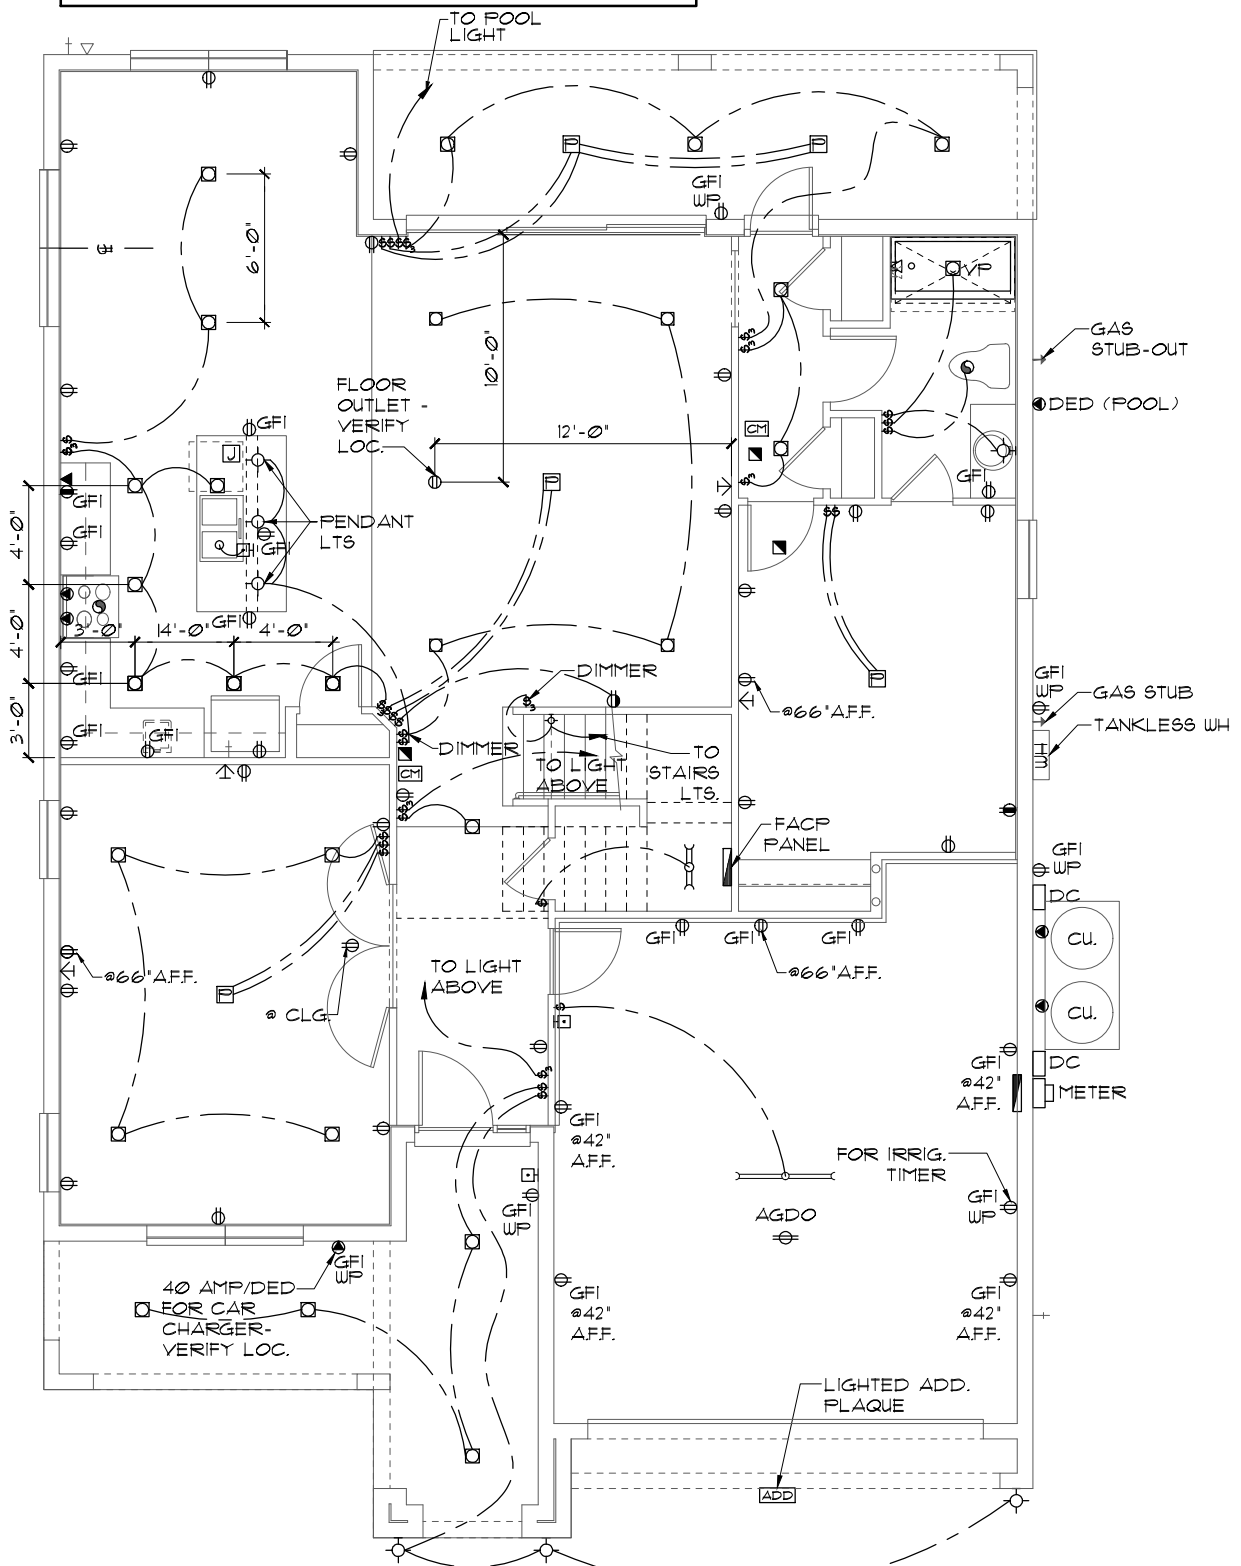 TO POOL
LIGHT
GFI
WP
6'-0"
10'-0"
VP
GAS
STUB-OUT
FLOOR
OUTLET -
VERIFY
LOC.
DED (POOL)
12'-0"
CM
GFI
J
GFI
GFI
GFI
PENDANT
LTS
GFI
4'-0"
4'-0"
3'-0"
GFI
3'-0"
14'-0"
4'-0"
GFI
DIMMER
GFI
WP
GAS STUB
@66"A.F.F.
TANKLESS WH
GFI
GFI
DIMMER
TO
STAIRS
LTS.
TO LIGHT
ABOVE
CM
FACP
PANEL
GFI
WP
DC
GFI
GFI
GFI
CU.
TO LIGHT
ABOVE
@66"A.F.F.
@66"A.F.F.
@ CLG.
CU.
GFI
@42"
A.F.F.
DC
METER
GFI
@42"
A.F.F.
FOR IRRIG.
TIMER
GFI
WP
GFI
WP
AGDO
GFI
WP
40 AMP/DED
FOR CAR
CHARGER-
VERIFY LOC.
GFI
@42"
A.F.F.
GFI
@42"
A.F.F.
LIGHTED ADD.
PLAQUE
ADD